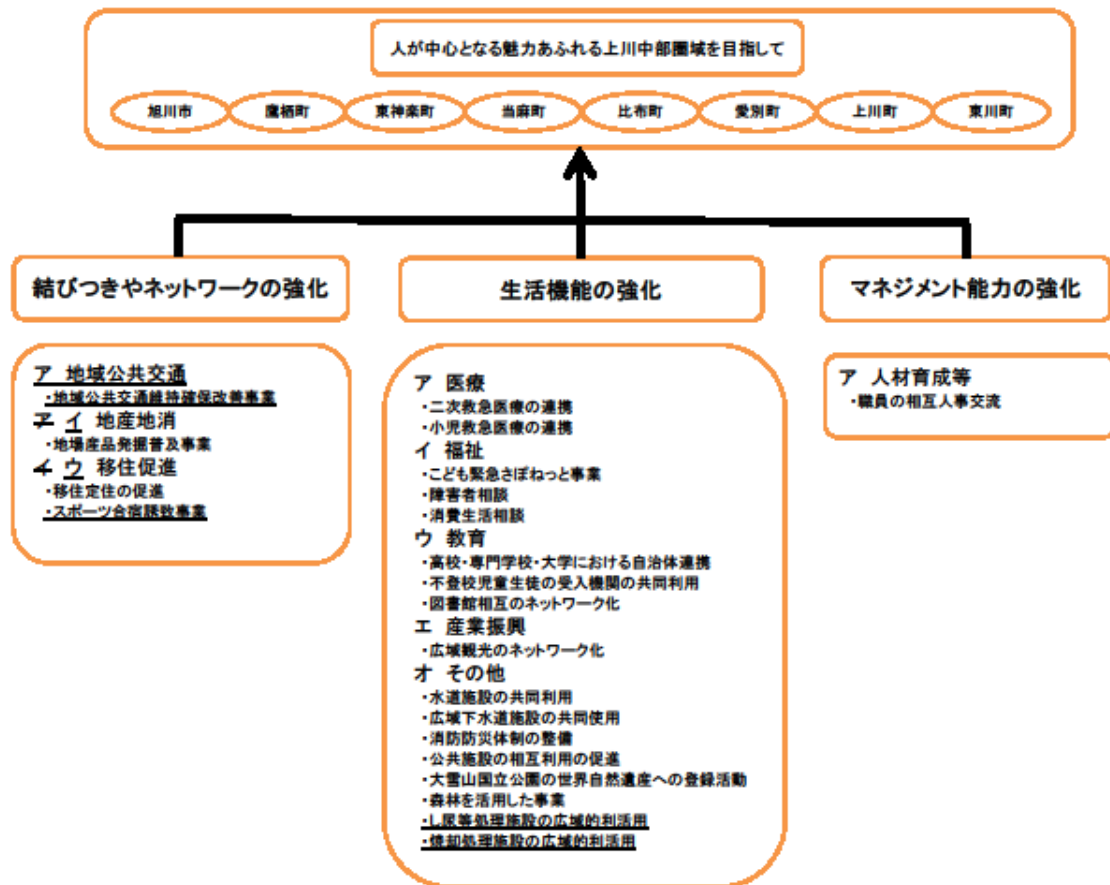 人が中心となる魅力あふれる上川中部圏域を目指して
旭川市 鷹栖町 東神楽町 当麻町 比布町 愛別町 上川町 東川町
結びつきやネットワークの強化
ア 地域公共交通
・地域公共交通維持確保改善事業
ア イ 地産地消
・地場産品発掘普及事業
イ ウ 移住促進
・移住定住の促進
・スポーツ合宿誘致事業
生活機能の強化
ア 医療
・二次救急医療の連携
・小児救急医療の連携
イ 福祉
・こども緊急さぽねっと事業
・障害者相談
・消費生活相談
ウ 教育
・高校・専門学校・大学における自治体連携
・不登校児童生徒の受入機関の共同利用
・図書館相互のネットワーク化
エ 産業振興
・広域観光のネットワーク化
オ その他
・水道施設の共同利用
・広域下水道施設の共同使用
・消防防災体制の整備
・公共施設の相互利用の促進
・大雪山国立公園の世界自然遺産への登録活動
・森林を活用した事業
・し尿等処理施設の広域的利活用
・焼却処理施設の広域的利活用
マネジメント能力の強化
ア 人材育成等
・職員の相互人事交流